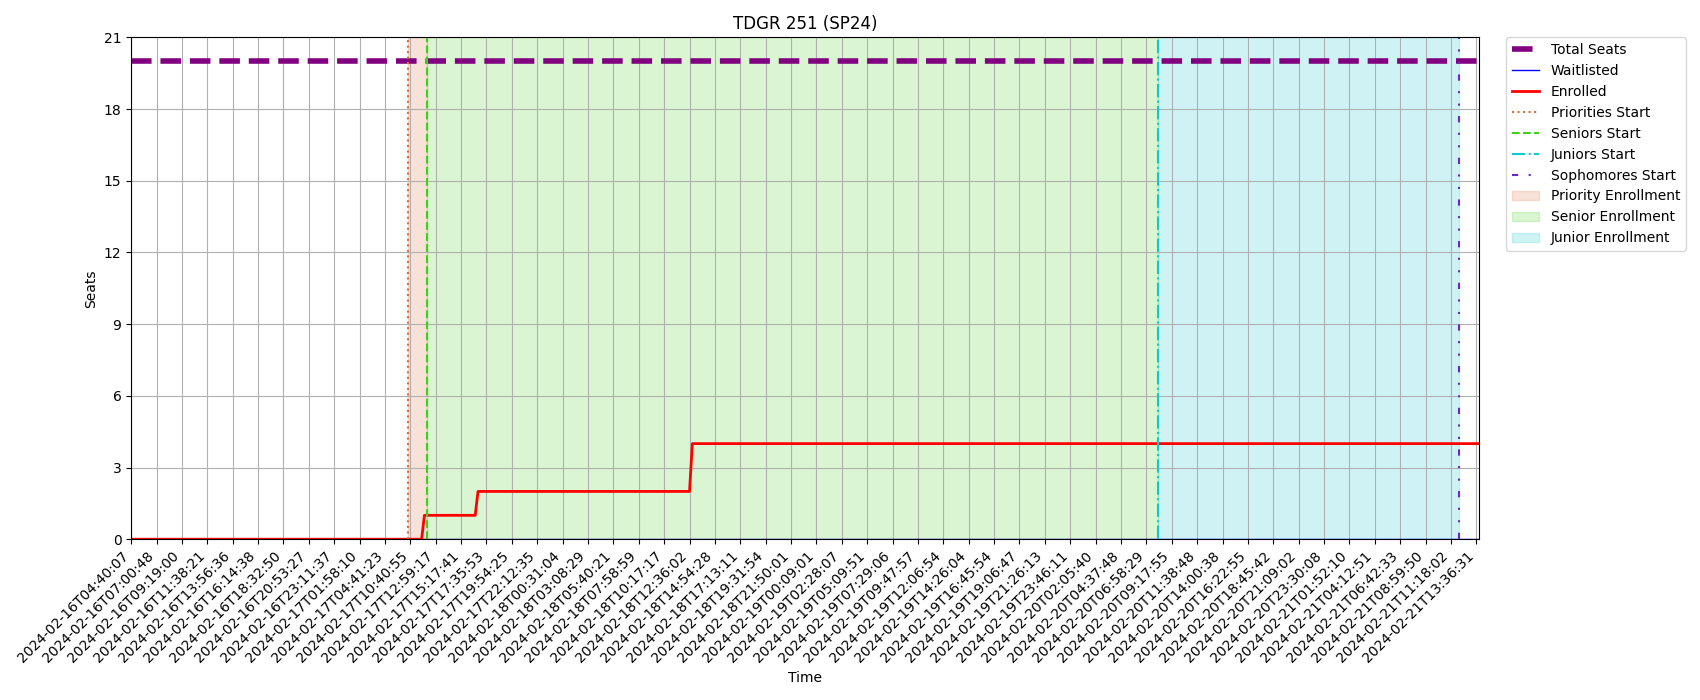 TDGR 251 (SP24)
21
18
15
12
9
6
3
0
Seats
2024-02-16T04:40:07
2024-02-16T07:00:48
2024-02-16T09:19:00
2024-02-16T11:38:21
2024-02-16T13:56:36
2024-02-16T16:14:38
2024-02-16T18:32:50
2024-02-16T20:53:27
2024-02-16T23:11:37
2024-02-17T01:58:10
2024-02-17T04:41:23
2024-02-17T10:40:55
2024-02-17T12:59:17
2024-02-17T15:17:41
2024-02-17T17:35:53
2024-02-17T19:54:25
2024-02-17T22:12:35
2024-02-18T00:31:04
2024-02-18T03:08:29
2024-02-18T05:40:21
2024-02-18T07:58:59
2024-02-18T10:17:17
2024-02-18T12:36:02
2024-02-18T14:54:28
2024-02-18T17:13:11
2024-02-18T19:31:54
2024-02-18T21:50:01
2024-02-19T00:09:01
2024-02-19T02:28:07
2024-02-19T05:09:51
2024-02-19T07:29:06
2024-02-19T09:47:57
2024-02-19T12:06:54
2024-02-19T14:26:04
2024-02-19T16:45:54
2024-02-19T19:06:47
2024-02-19T21:26:13
2024-02-19T23:46:11
2024-02-20T02:05:40
2024-02-20T04:37:48
2024-02-20T06:58:29
2024-02-20T09:17:55
2024-02-20T11:38:48
2024-02-20T14:00:38
2024-02-20T16:22:55
2024-02-20T18:45:42
2024-02-20T21:09:02
2024-02-20T23:30:08
2024-02-21T01:52:10
2024-02-21T04:12:51
2024-02-21T06:42:33
2024-02-21T08:59:50
2024-02-21T11:18:02
2024-02-21T13:36:31
Time
Total Seats
Waitlisted
Enrolled
Priorities Start
Seniors Start
Juniors Start
Sophomores Start
Priority Enrollment
Senior Enrollment
Junior Enrollment